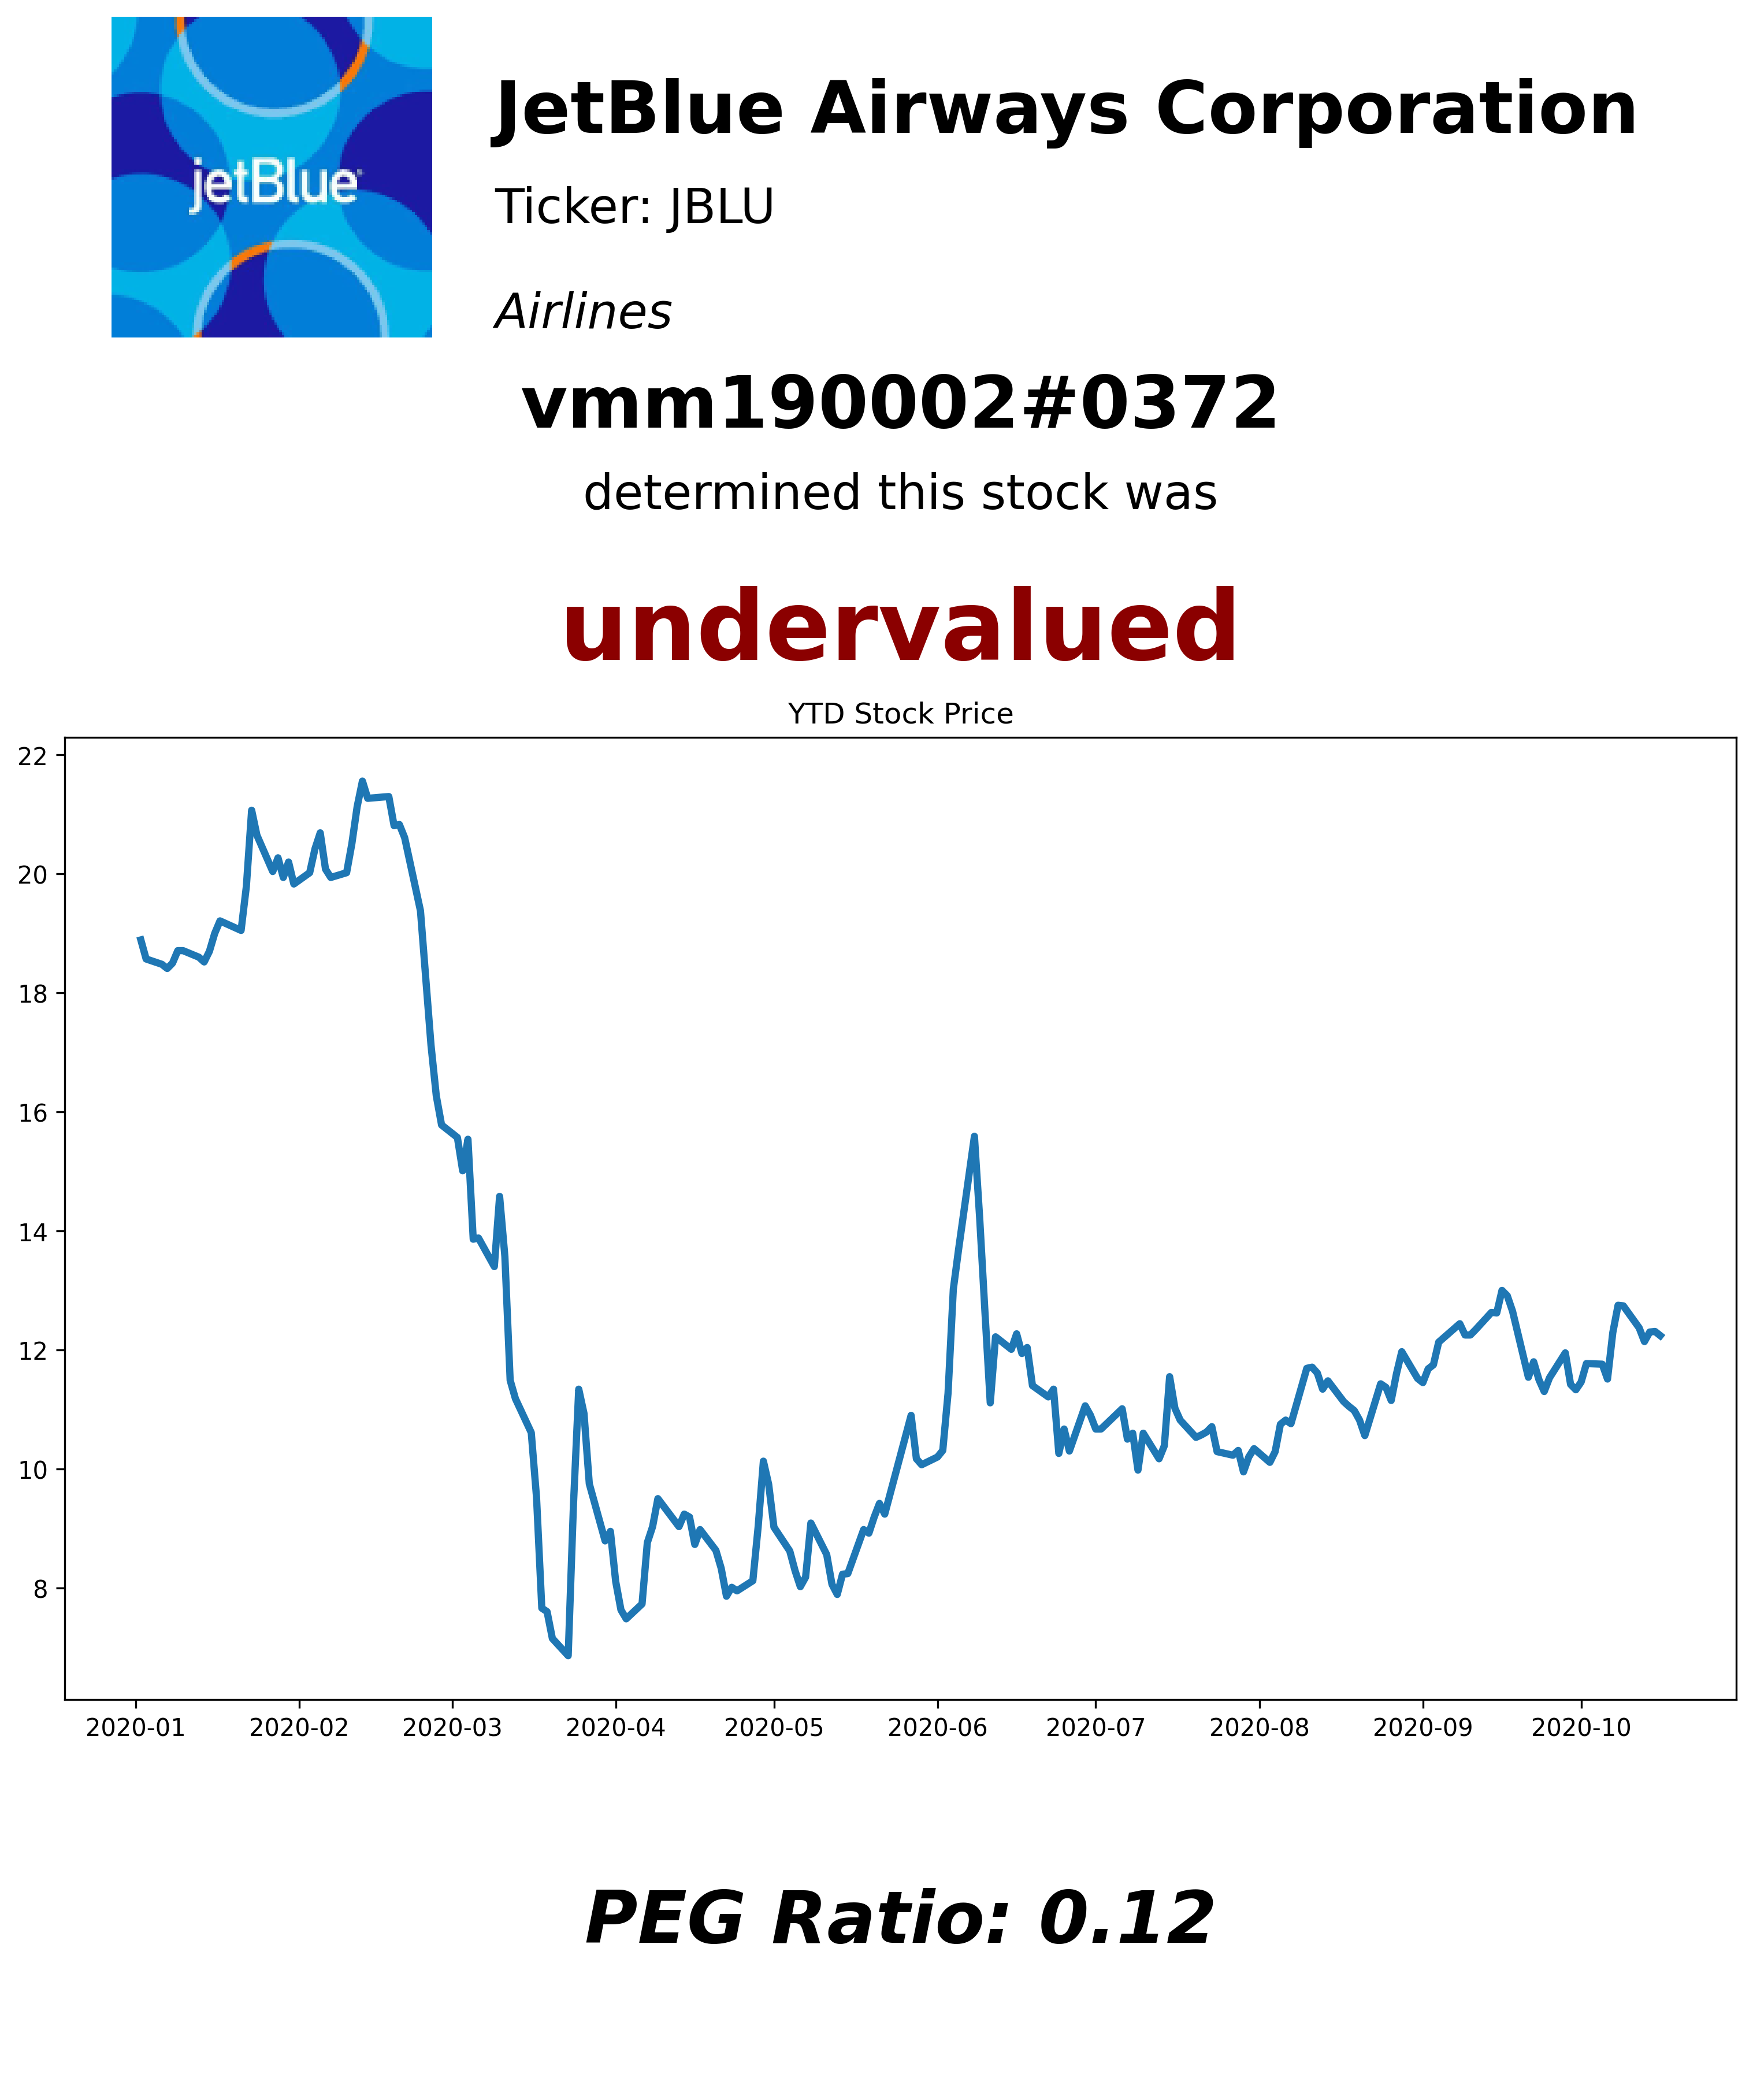 jetBlue
JetBlue Airways Corporation
Ticker: JBLU
Airlines
vmm190002#0372
determined this stock was
undervalued
YTD Stock Price
22
20
18
16
14
12
10
8
2020-01 2020-02 2020-03 2020-04 2020-05 2020-06 2020-07 2020-08 2020-09 2020-10
PEG Ratio: 0.12